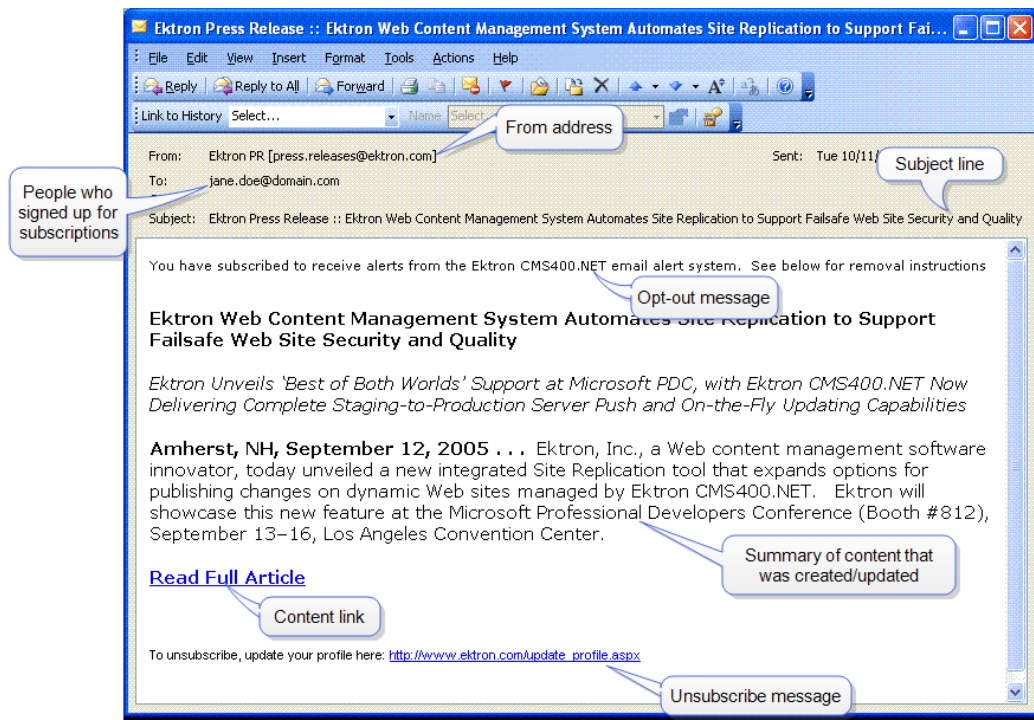 Ektron Press Release :: Ektron Web Content Management System Automates Site Replication to Support Fai...
File Edit View Insert Format Tools Actions Help
Reply Reply to All Forward
Link to History Select... Name Select
From address
From: Ektron PR [press.releases@ektron.com] Sent: Tue 10/11/
Subject line
To: jane.doe@domain.com
People who
signed up for
subscriptions
Subject: Ektron Press Release :: Ektron Web Content Management System Automates Site Replication to Support Failsafe Web Site Security and Quality
You have subscribed to receive alerts from the Ektron CMS400.NET email alert system. See below for removal instructions
Opt-out message
Ektron Web Content Management System Automates Site Replication to Support
Failsafe Web Site Security and Quality
Ektron Unveils ‘Best of Both Worlds’ Support at Microsoft PDC, with Ektron CMS400.NET Now
Delivering Complete Staging-to-Production Server Push and On-the-Fly Updating Capabilities
Amherst, NH, September 12, 2005 ... Ektron, Inc., a Web content management software
innovator, today unveiled a new integrated Site Replication tool that expands options for
publishing changes on dynamic Web sites managed by Ektron CMS400.NET. Ektron will
showcase this new feature at the Microsoft Professional Developers Conference (Booth #812),
September 13–16, Los Angeles Convention Center.
Summary of content that
was created/updated
Read Full Article
Content link
To unsubscribe, update your profile here: http://www.ektron.com/update_profile.aspx
Unsubscribe message